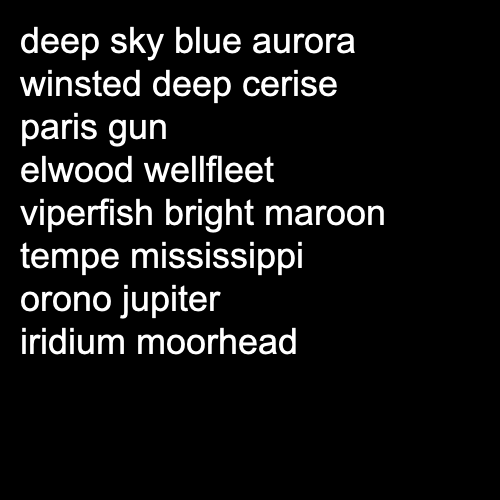 deep sky blue aurora
winsted deep cerise
paris gun
elwood wellfleet
viperfish bright maroon
tempe mississippi
orono jupiter
iridium moorhead